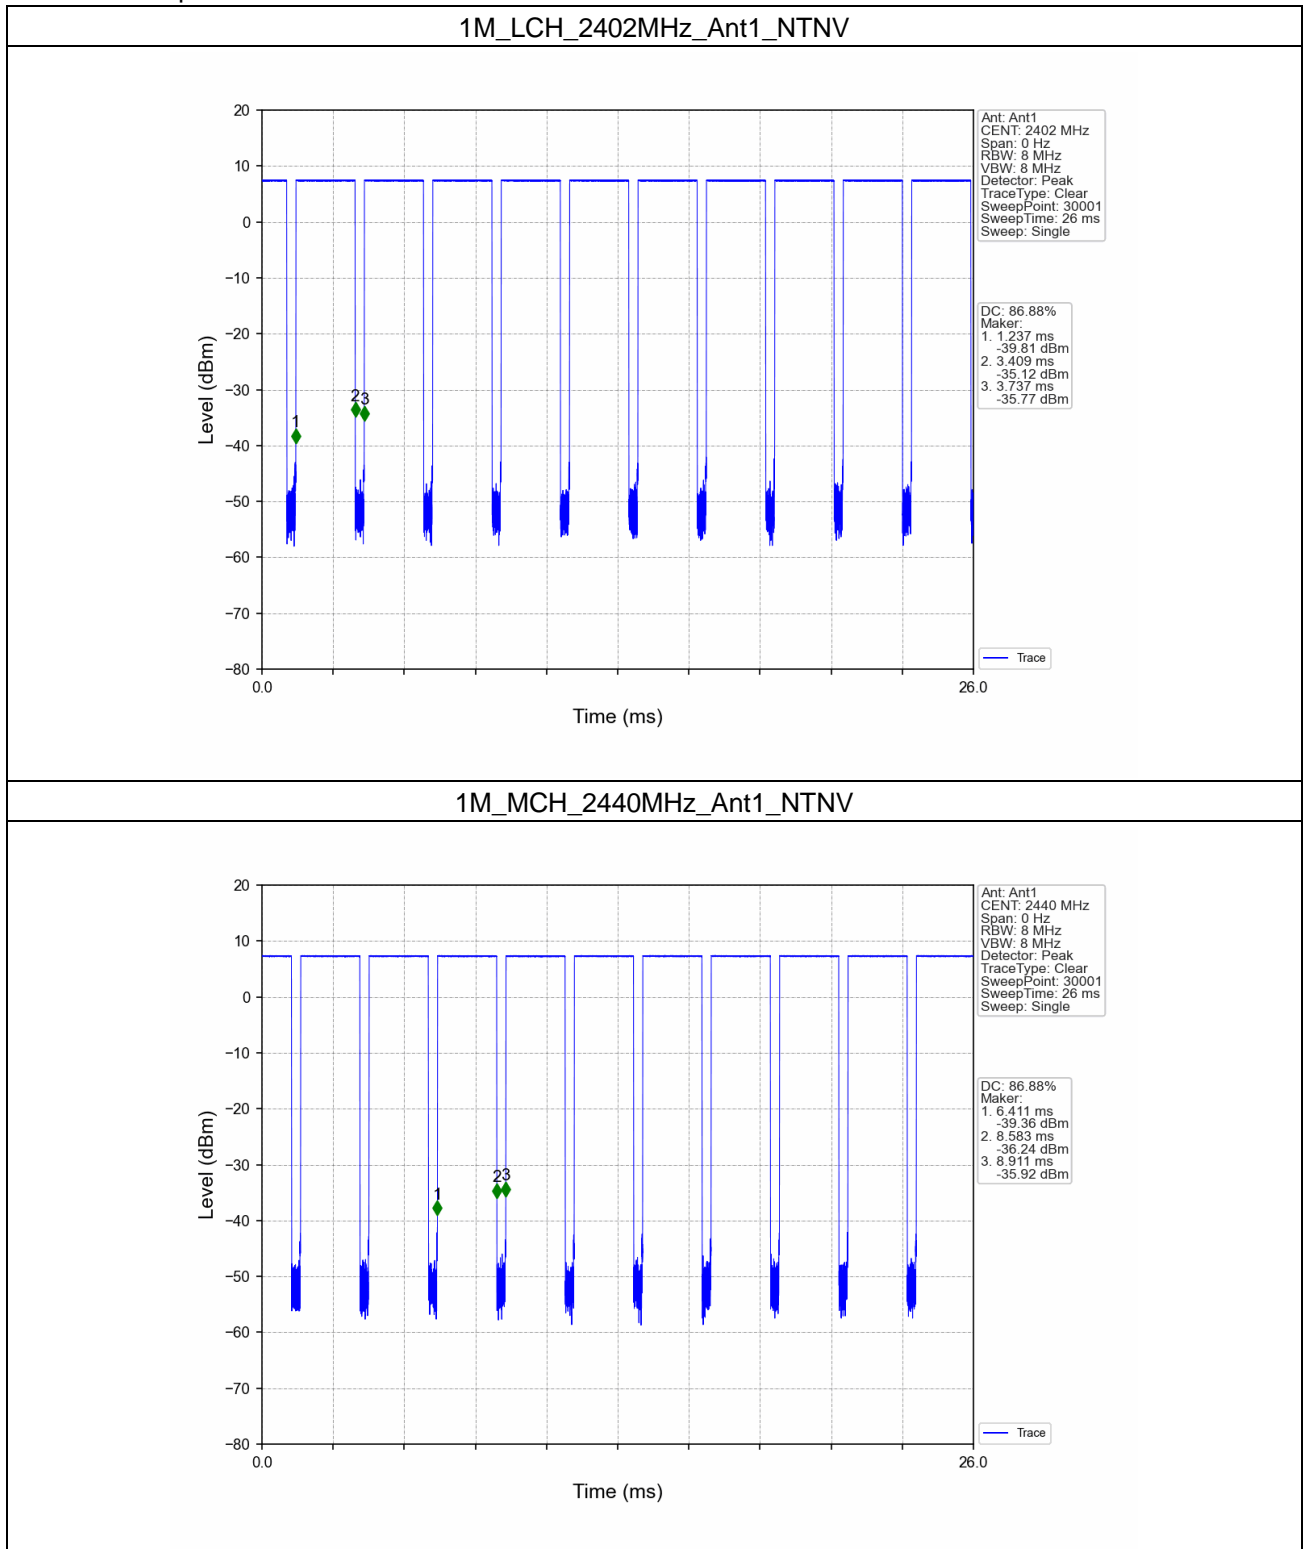 1M_LCH_2402MHz_Ant1_NTNV
20
10
0
−10
−20
−30
−40
−50
−60
−70
−80
Level (dBm)
1
2
3
0.0
26.0
Time (ms)
Ant: Ant1
CENT: 2402 MHz
Span: 0 Hz
RBW: 8 MHz
VBW: 8 MHz
Detector: Peak
TraceType: Clear
SweepPoint: 30001
SweepTime: 26 ms
Sweep: Single
DC: 86.88%
Maker:
1. 1.237 ms
-39.81 dBm
2. 3.409 ms
-35.12 dBm
3. 3.737 ms
-35.77 dBm
Trace
1M_MCH_2440MHz_Ant1_NTNV
20
10
0
−10
−20
−30
−40
−50
−60
−70
−80
Level (dBm)
1
2
3
0.0
26.0
Time (ms)
Ant: Ant1
CENT: 2440 MHz
Span: 0 Hz
RBW: 8 MHz
VBW: 8 MHz
Detector: Peak
TraceType: Clear
SweepPoint: 30001
SweepTime: 26 ms
Sweep: Single
DC: 86.88%
Maker:
1. 6.411 ms
-39.36 dBm
2. 8.583 ms
-36.24 dBm
3. 8.911 ms
-35.92 dBm
Trace